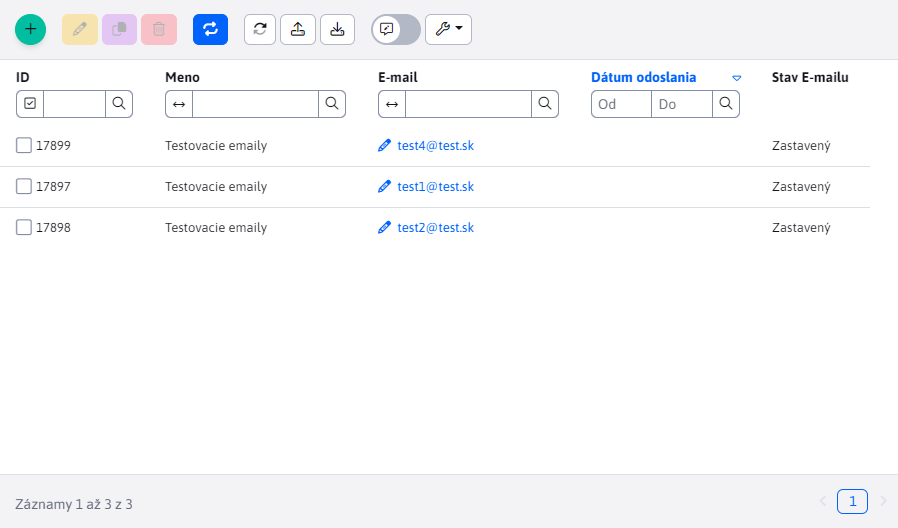 ID Meno E-mail Dátum odoslania Stav E-mailu
Od Do
17899 Testovacie emaily test4@test.sk Zastavený
17897 Testovacie emaily test1@test.sk Zastavený
17898 Testovacie emaily test2@test.sk Zastavený
Záznamy 1 až 3 z 3 1